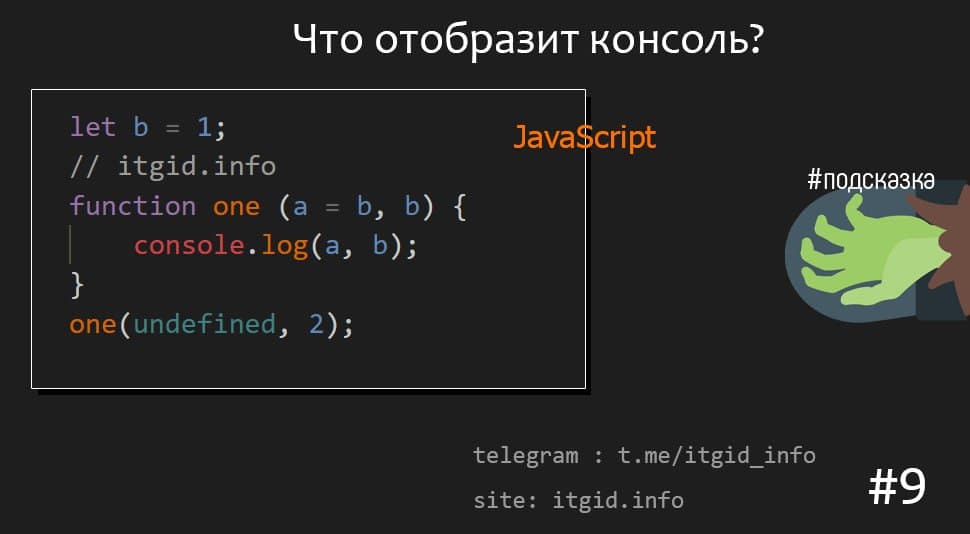 Что отобразит консоль?
let b = 1;
JavaScript
// itgid.info
function one (a = b, b) {
#подсказка
console.log(a, b);
}
one(undefined, 2);
telegram : t.me/itgid_info
#9
site: itgid.info